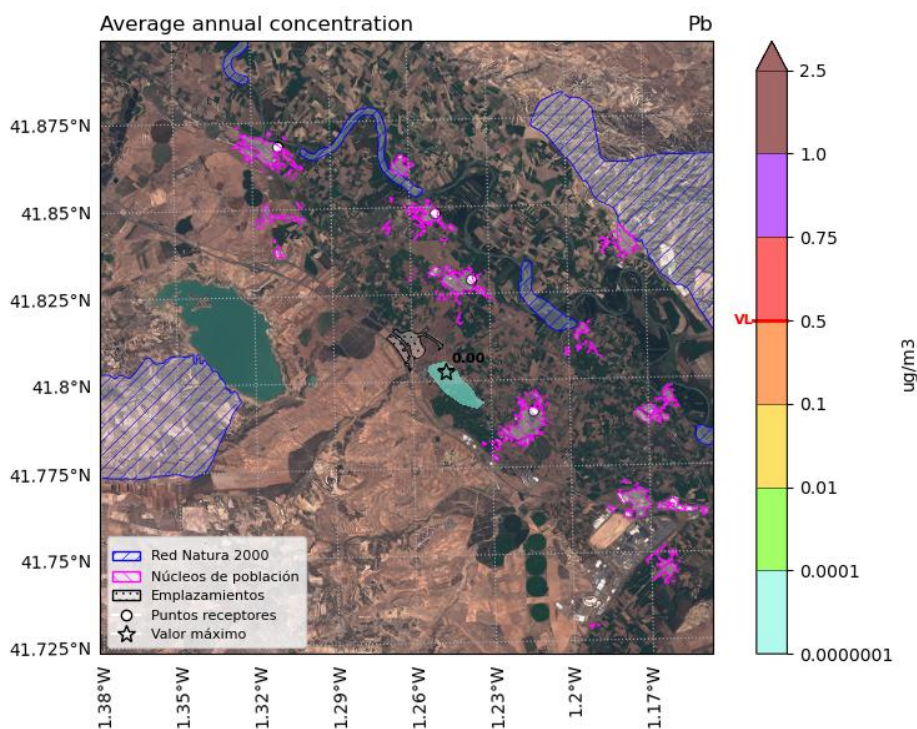 Average annual concentration Pb
41.875°N
41.85°N
41.825°N
41.8°N
41.775°N
41.75°N
41.725°N
0.00
Red Natura 2000
Núcleos de población
Emplazamientos
Puntos receptores
Valor máximo
1.38°W
1.35°W
1.32°W
1.29°W
1.26°W
1.23°W
1.2°W
1.17°W
2.5
1.0
0.75
VL 0.5
0.1
0.01
0.0001
0.0000001
ug/m3